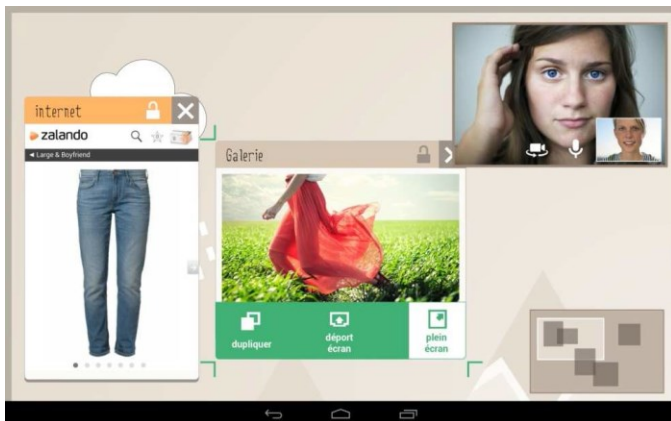 internet
zalando
Large & Boyfriend
Galerie
dupliquer
déport
écran
plein
écran